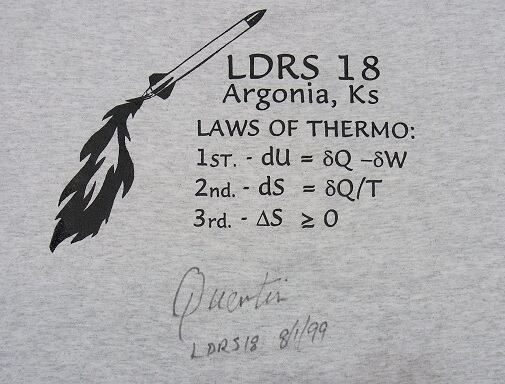 LDRS 18
Argonia, Ks
LAWS OF THERMO:
1ST. - dU = δQ –δW
2nd. - dS = δQ/T
3rd. - ΔS ≥ 0
Quentin
LDRS18 8/1/99